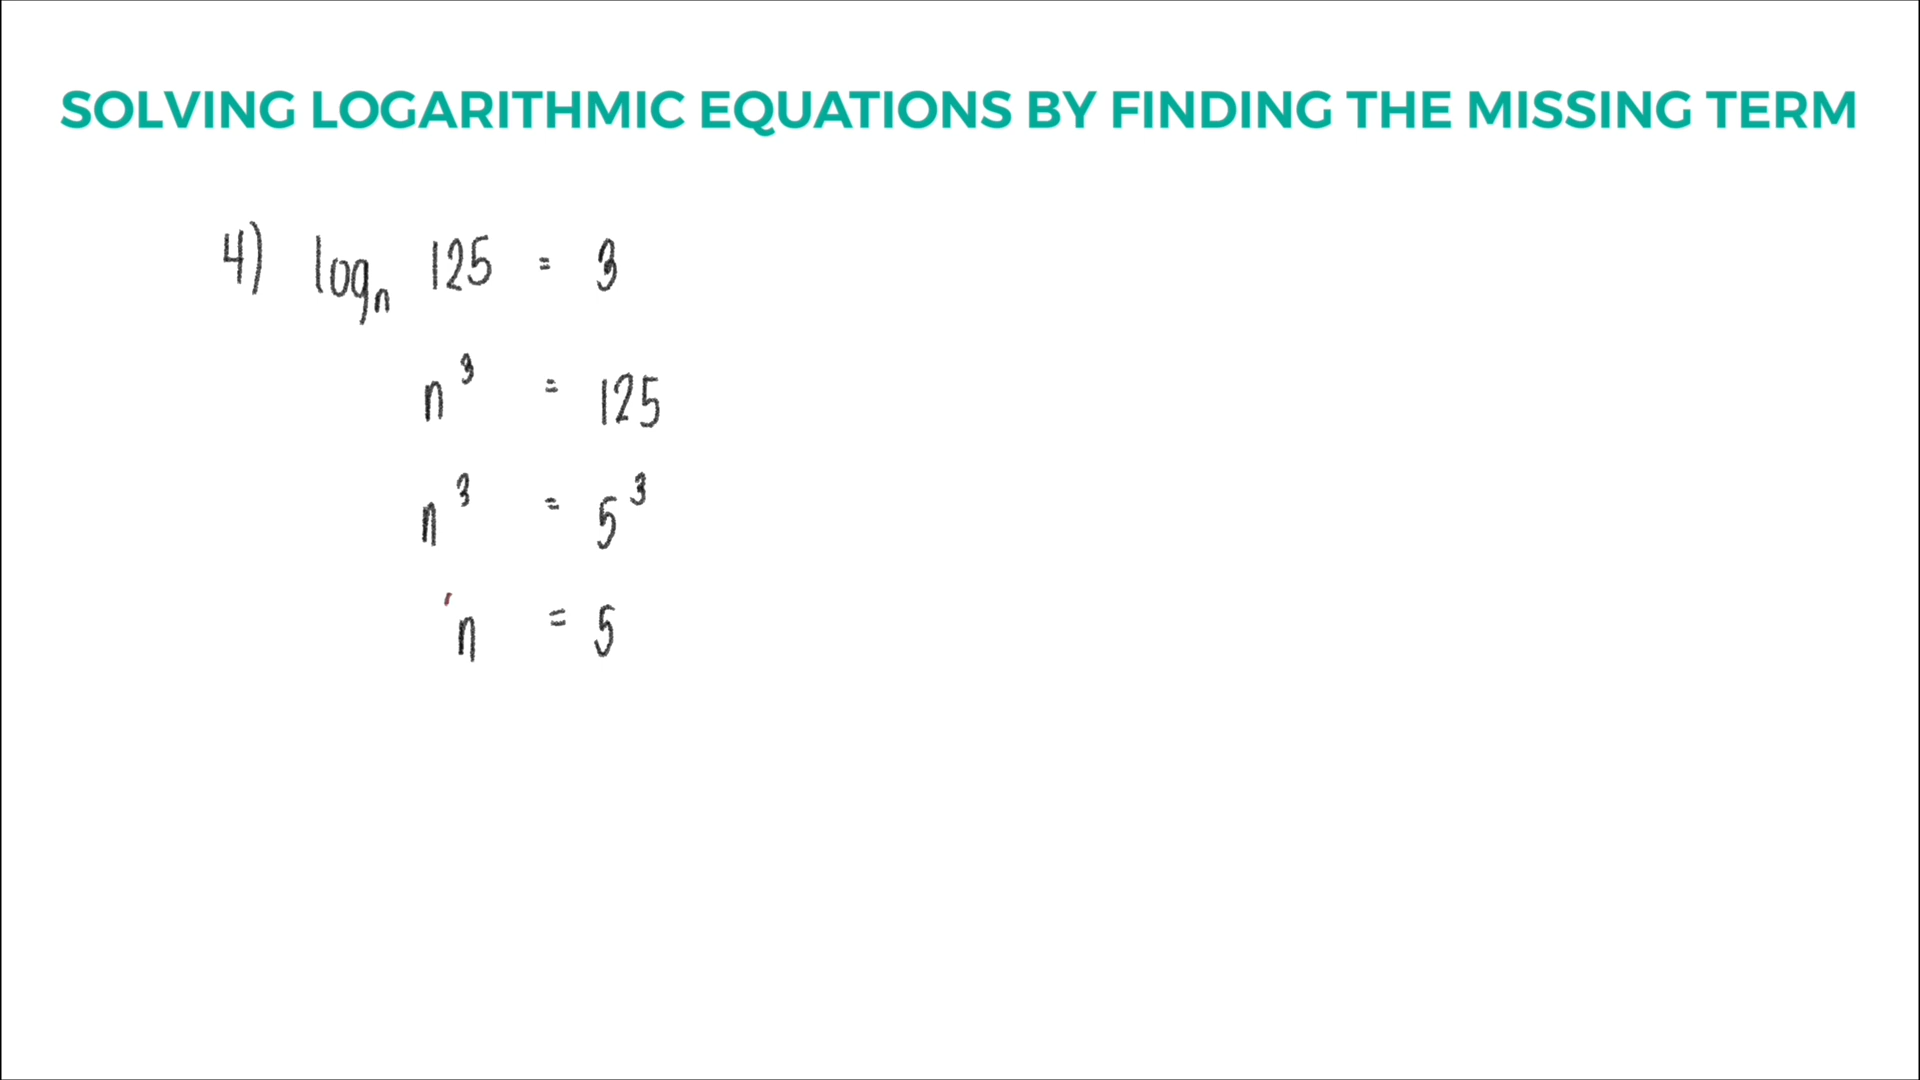 SOLVING LOGARITHMIC EQUATIONS BY FINDING THE MISSING TERM
4) logₙ 125 = 3
n³ = 125
n³ = 5³
n = 5